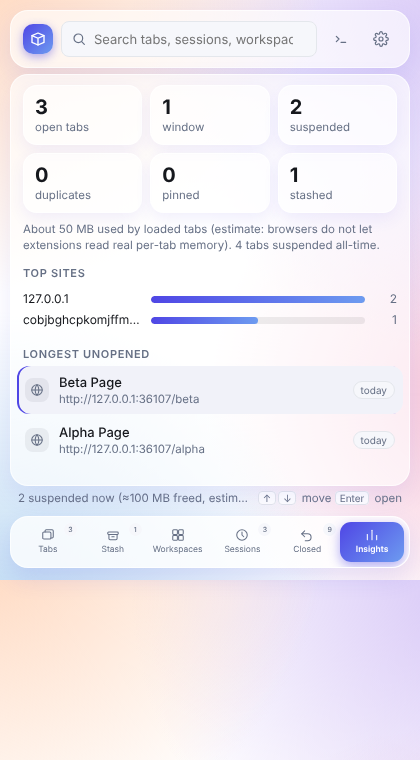 Search tabs, sessions, workspac
3
open tabs
1
window
2
suspended
0
duplicates
0
pinned
1
stashed
About 50 MB used by loaded tabs (estimate: browsers do not let
extensions read real per-tab memory). 4 tabs suspended all-time.
TOP SITES
127.0.0.1 2
cobjbghcpkomjffm... 1
LONGEST UNOPENED
Beta Page
http://127.0.0.1:36107/beta
today
Alpha Page
http://127.0.0.1:36107/alpha
today
2 suspended now (≈100 MB freed, estim... ↑ ↓ move Enter open
Tabs 3
Stash 1
Workspaces
Sessions 3
Closed 9
Insights